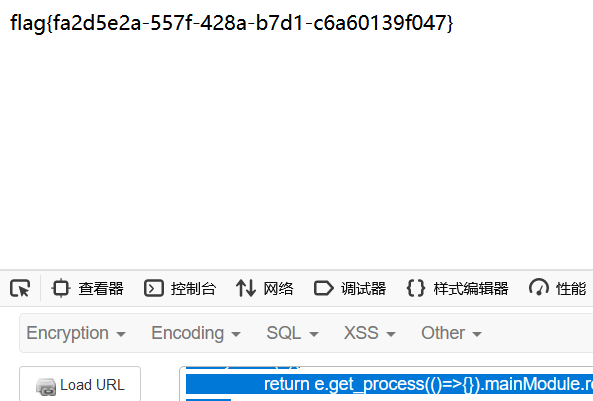 flag{fa2d5e2a-557f-428a-b7d1-c6a60139f047}
查看器 控制台 网络 调试器 样式编辑器 性能
Encryption Encoding SQL XSS Other
Load URL
return e.get_process(()=>{}).mainModule.re